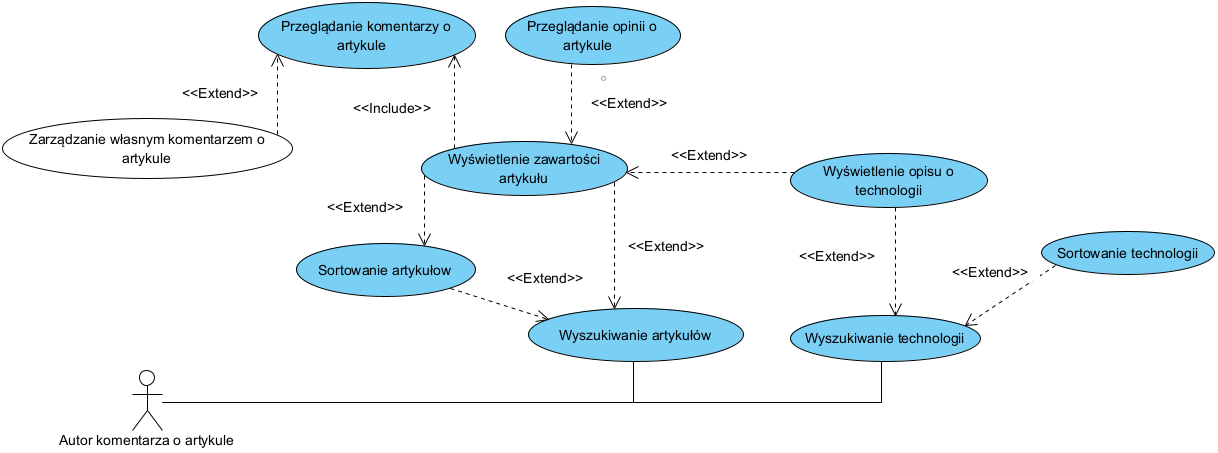 Przeglądanie komentarzy o
artykule
Przeglądanie opinii o
artykule
<<Extend>>
<<Include>>
<<Extend>>
Zarządzanie własnym komentarzem o
artykule
Wyświetlenie zawartości
artykułu
<<Extend>>
Wyświetlenie opisu o
technologii
<<Extend>>
<<Extend>>
<<Extend>>
Sortowanie technologii
Sortowanie artykułow
<<Extend>>
<<Extend>>
Wyszukiwanie artykułów
Wyszukiwanie technologii
Autor komentarza o artykule